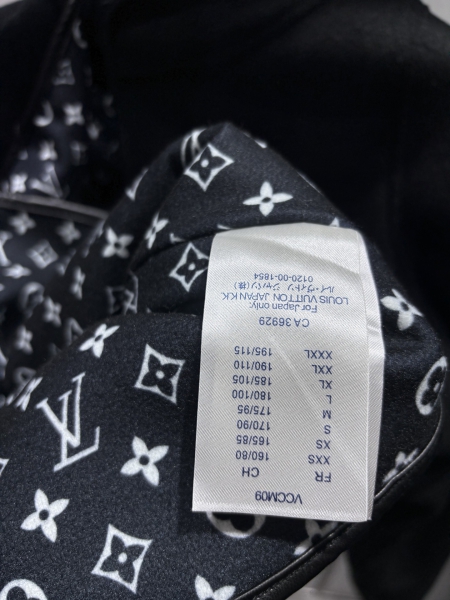 VCCM09
FR CH
XXS 160/80
XS 165/85
S 170/90
M 175/95
L 180/100
XL 185/105
XXL 190/110
XXXL 195/115
CA 36929
For Japan only:
LOUIS VUITTON JAPAN K.K.
ルイ・ヴィトン ジャパン(株)
0120-00-1854
LV